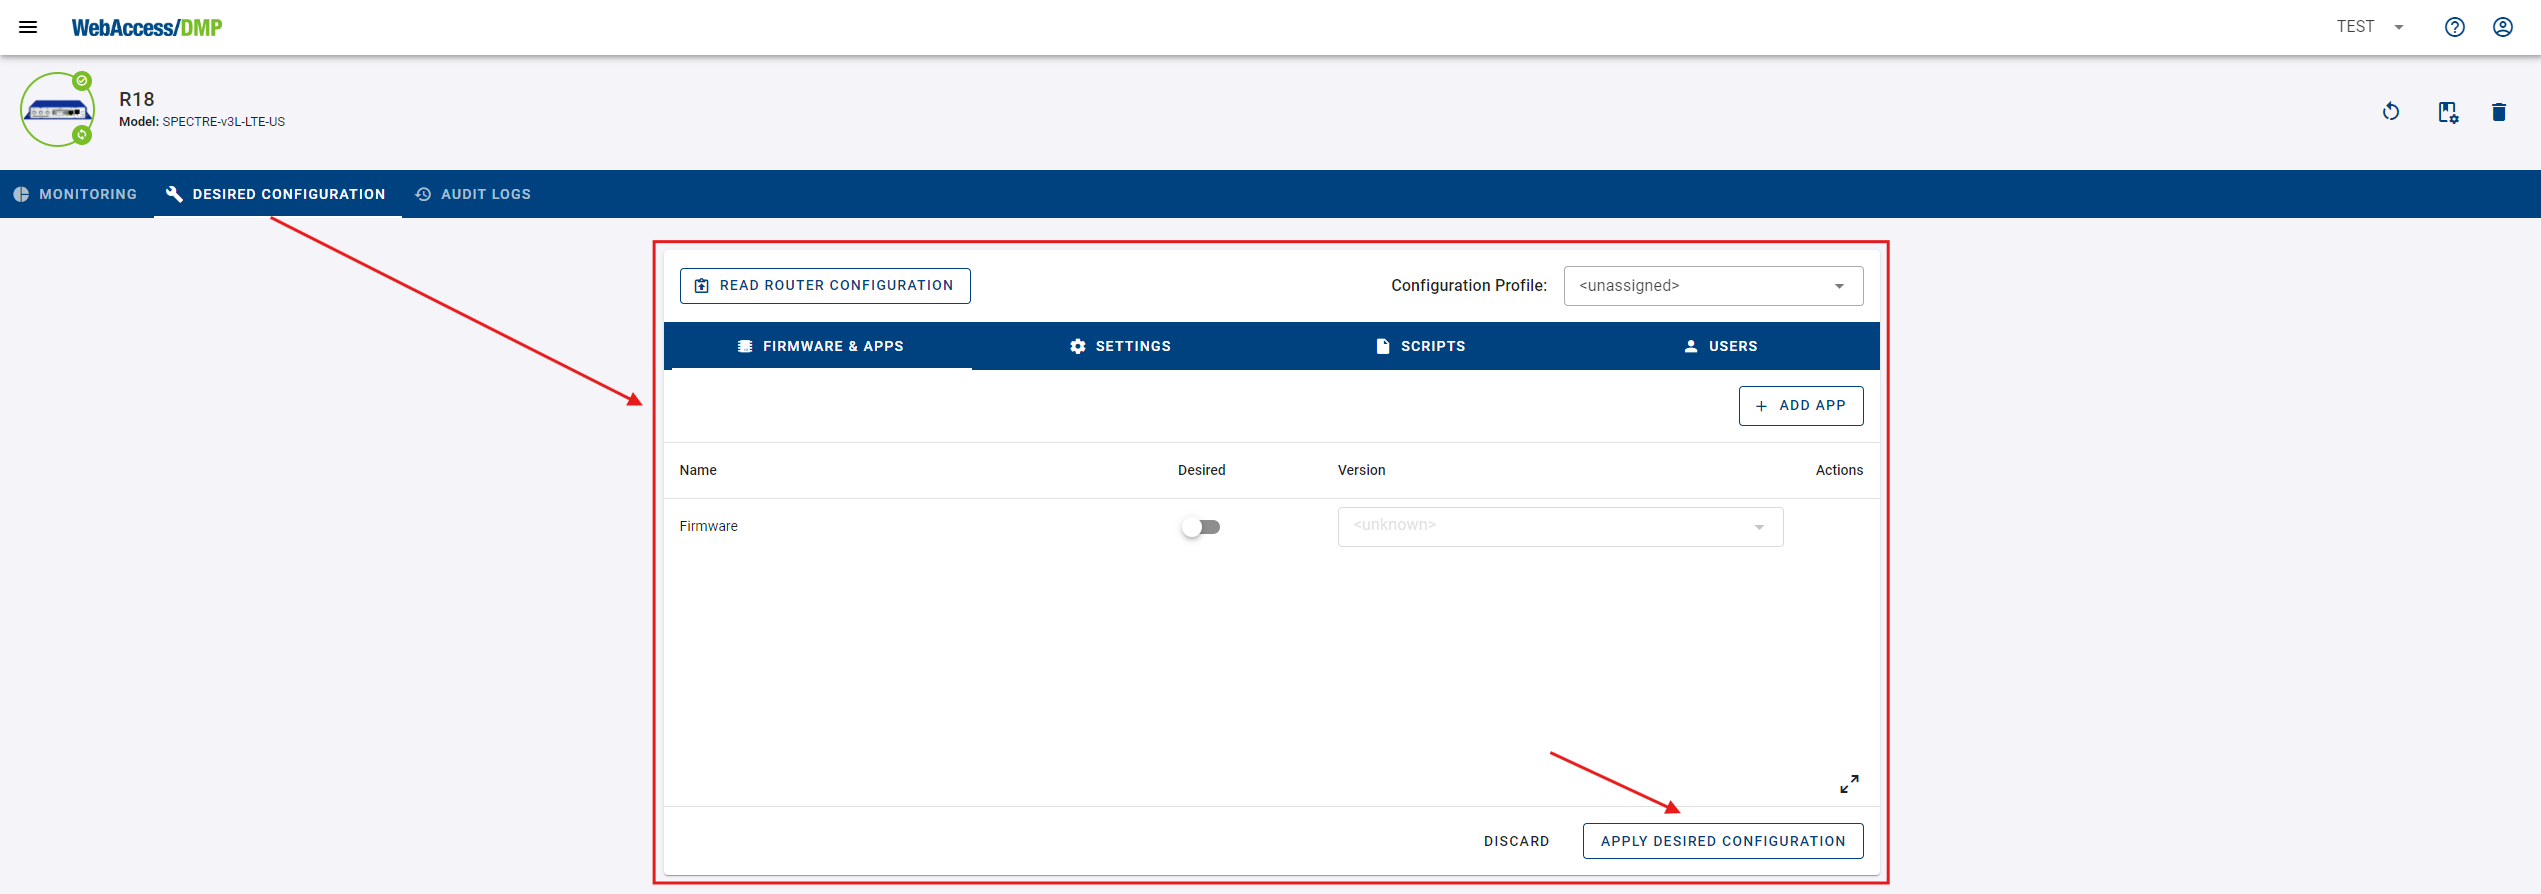 WebAccess/DMP
TEST
R18
Model: SPECTRE-v3L-LTE-US
MONITORING
DESIRED CONFIGURATION
AUDIT LOGS
READ ROUTER CONFIGURATION
Configuration Profile:
<unassigned>
FIRMWARE & APPS
SETTINGS
SCRIPTS
USERS
+ ADD APP
Name
Desired
Version
Actions
Firmware
<unknown>
DISCARD
APPLY DESIRED CONFIGURATION